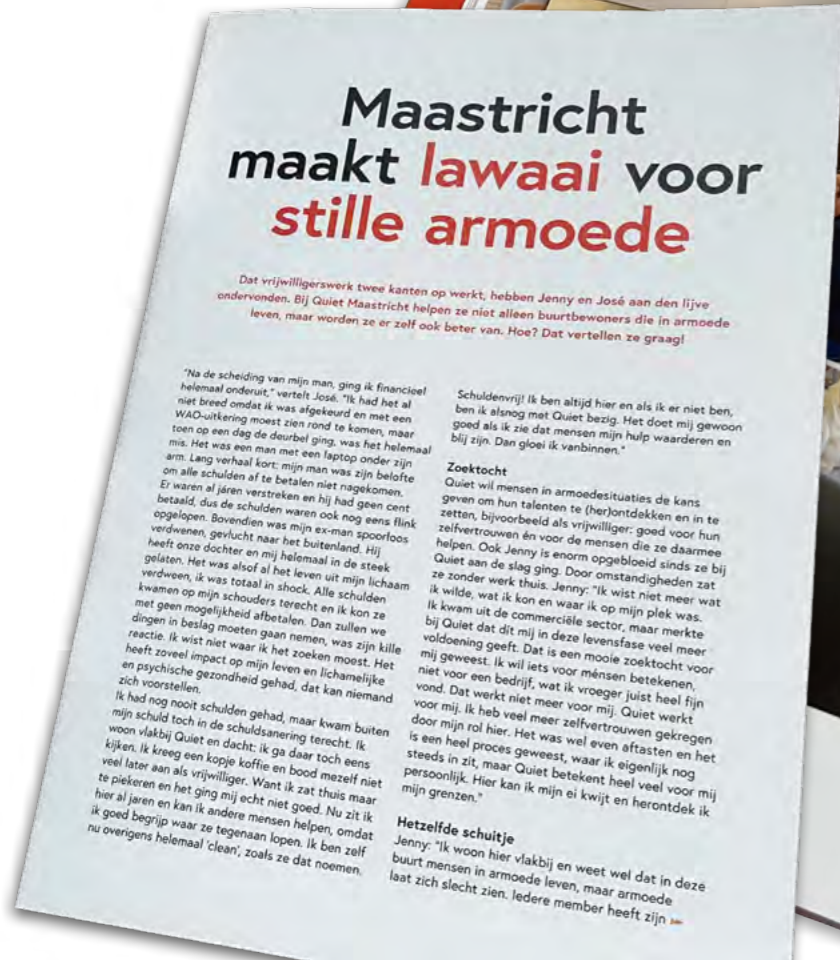 Maastricht
maakt lawaai voor
stille armoede
Dat vrijwilligerswerk twee kanten op werkt, hebben Jenny en José aan den lijve
ondervonden. Bij Quiet Maastricht helpen ze niet alleen buurtbewoners die in armoede
leven, maar worden ze er zelf ook beter van. Hoe? Dat vertellen ze graag!
"Na de scheiding van mijn man, ging ik financieel
helemaal onderuit," vertelt José. "Ik had het al
niet breed omdat ik was afgekeurd en met een
WAO-uitkering moest zien rond te komen, maar
toen op een dag de deurbel ging, was het helemaal
mis. Het was een man met een laptop onder zijn
arm. Lang verhaal kort: mijn man was zijn belofte
om alle schulden af te betalen niet nagekomen.
Er waren al járen verstreken en hij had geen cent
betaald, dus de schulden waren ook nog eens flink
opgelopen. Bovendien was mijn ex-man spoorloos
verdwenen, gevlucht naar het buitenland. Hij
heeft onze dochter en mij helemaal in de steek
gelaten. Het was alsof al het leven uit mijn lichaam
verdween, ik was totaal in shock. Alle schulden
kwamen op mijn schouders terecht en ik kon ze
met geen mogelijkheid afbetalen. Dan zullen we
dingen in beslag moeten gaan nemen, was zijn kille
reactie. Ik wist niet waar ik het zoeken moest. Het
heeft zoveel impact op mijn leven en lichamelijke
en psychische gezondheid gehad, dat kan niemand
zich voorstellen.
Ik had nog nooit schulden gehad, maar kwam buiten
mijn schuld toch in de schuldsanering terecht. Ik
woon vlakbij Quiet en dacht: ik ga daar toch eens
kijken. Ik kreeg een kopje koffie en bood mezelf niet
veel later aan als vrijwilliger. Want ik zat thuis maar
te piekeren en het ging mij echt niet goed. Nu zit ik
hier al jaren en kan ik andere mensen helpen, omdat
ik goed begrijp waar ze tegenaan lopen. Ik ben zelf
nu overigens helemaal 'clean', zoals ze dat noemen.
Schuldenvrij! Ik ben altijd hier en als ik er niet ben,
ben ik alsnog met Quiet bezig. Het doet mij gewoon
goed als ik zie dat mensen mijn hulp waarderen en
blij zijn. Dan gloei ik vanbinnen."
Zoektocht
Quiet wil mensen in armoedesituaties de kans
geven om hun talenten te (her)ontdekken en in te
zetten, bijvoorbeeld als vrijwilliger: goed voor hun
zelfvertrouwen én voor de mensen die ze daarmee
helpen. Ook Jenny is enorm opgebloeid sinds ze bij
Quiet aan de slag ging. Door omstandigheden zat
ze zonder werk thuis. Jenny: "Ik wist niet meer wat
ik wilde, wat ik kon en waar ik op mijn plek was.
Ik kwam uit de commerciële sector, maar merkte
bij Quiet dat dit mij in deze levensfase veel meer
voldoening geeft. Dat is een mooie zoektocht voor
mij geweest. Ik wil iets voor ménsen betekenen,
niet voor een bedrijf, wat ik vroeger juist heel fijn
vond. Dat werkt niet meer voor mij. Quiet werkt
voor mij. Ik heb veel meer zelfvertrouwen gekregen
door mijn rol hier. Het was wel even aftasten en het
is een heel proces geweest, waar ik eigenlijk nog
steeds in zit, maar Quiet betekent heel veel voor mij
persoonlijk. Hier kan ik mijn ei kwijt en herontdek ik
mijn grenzen."
Hetzelfde schuitje
Jenny: "Ik woon hier vlakbij en weet wel dat in deze
buurt mensen in armoede leven, maar armoede
laat zich slecht zien. Iedere member heeft zijn